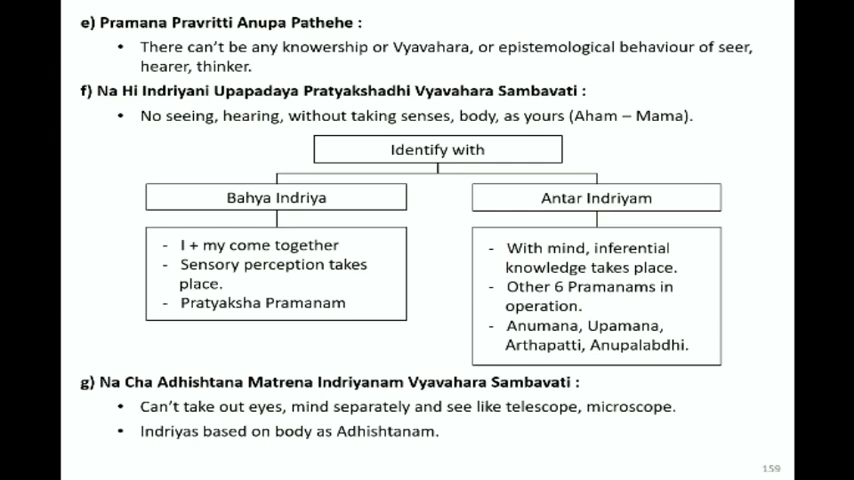 e) Pramana Pravritti Anupa Pathehe :
• There can't be any knowership or Vyavahara, or epistemological behaviour of seer,
hearer, thinker.
f) Na Hi Indriyani Upapadaya Pratyakshadhi Vyavahara Sambavati :
• No seeing, hearing, without taking senses, body, as yours (Aham – Mama).
Identify with
Bahya Indriya
- I + my come together
- Sensory perception takes
place.
- Pratyaksha Pramanam
Antar Indriyam
- With mind, inferential
knowledge takes place.
- Other 6 Pramanams in
operation.
- Anumana, Upamana,
Arthapatti, Anupalabdhi.
g) Na Cha Adhishtana Matrena Indriyanam Vyavahara Sambavati :
• Can't take out eyes, mind separately and see like telescope, microscope.
• Indriyas based on body as Adhishtanam.
159